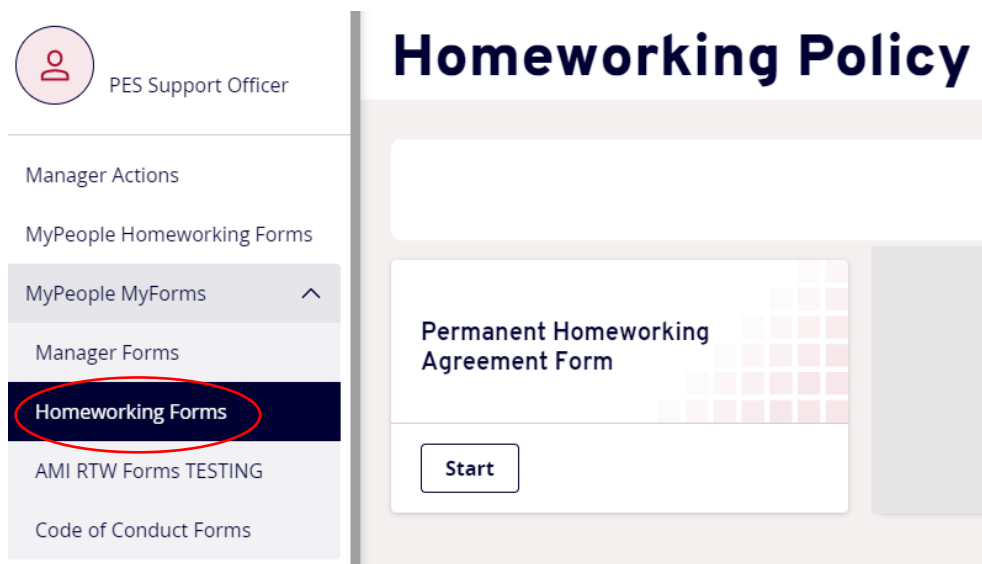 PES Support Officer
Manager Actions
MyPeople Homeworking Forms
MyPeople MyForms
Manager Forms
Homeworking Forms
AMI RTW Forms TESTING
Code of Conduct Forms
Homeworking Policy
Permanent Homeworking
Agreement Form
Start